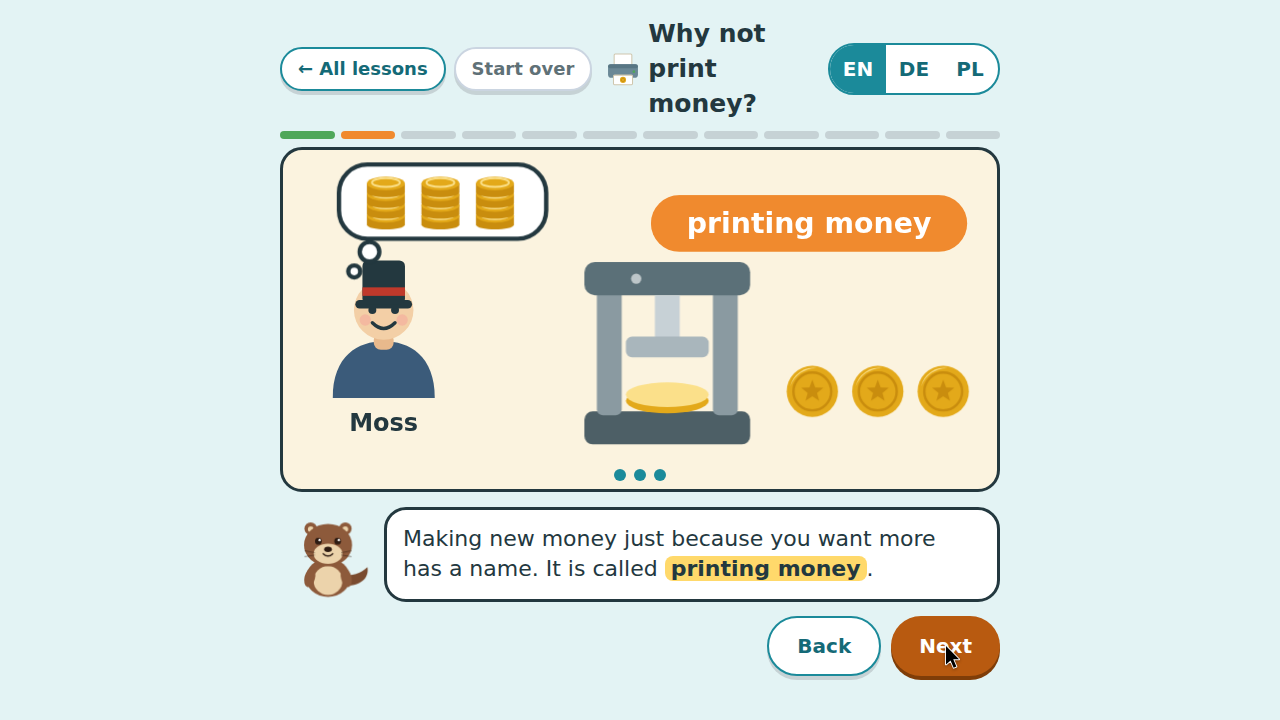 ← All lessons
Start over
Why not
print
money?
EN
DE
PL
printing money
Moss
Making new money just because you want more
has a name. It is called printing money.
Back
Next